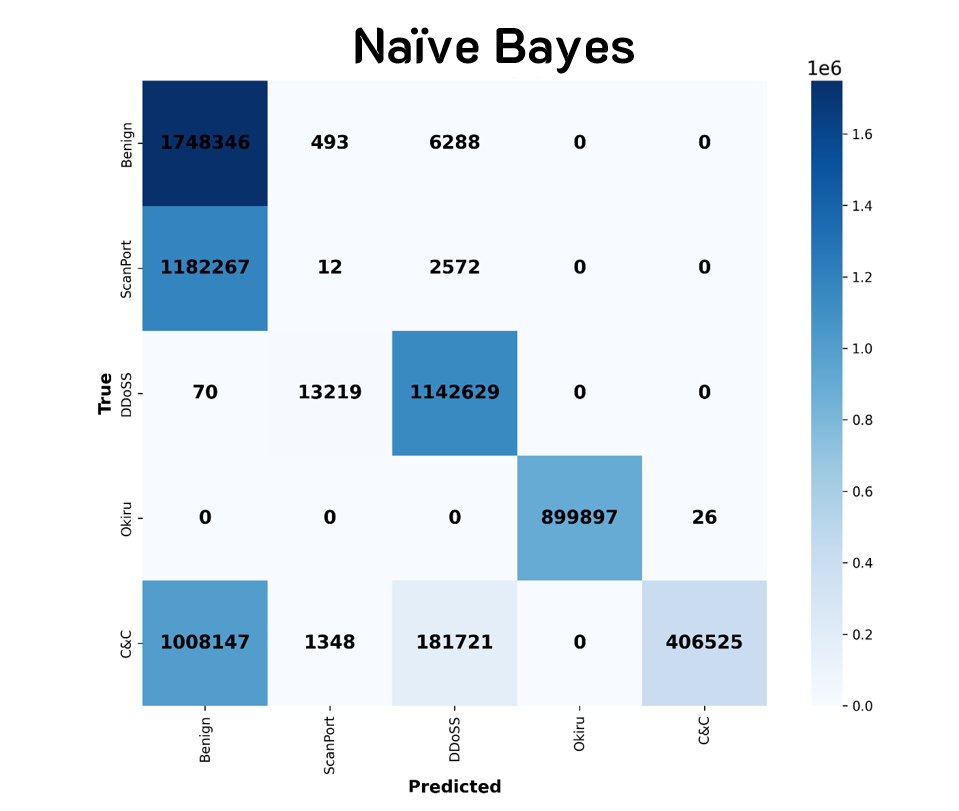 Naïve Bayes
1e6
Benign 1748346 493 6288 0 0
ScanPort 1182267 12 2572 0 0
DDoSS 70 13219 1142629 0 0
Okiru 0 0 0 899897 26
C&C 1008147 1348 181721 0 406525
True
Benign ScanPort DDoSS Okiru C&C
Predicted
1.6
1.4
1.2
1.0
0.8
0.6
0.4
0.2
0.0